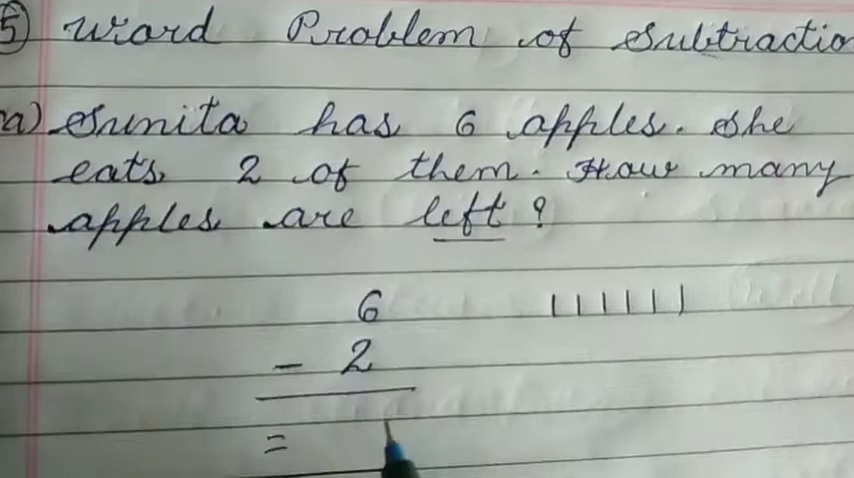 5) Word Problem of Subtractio
a) Sunita has 6 apples. She
eats 2 of them. How many
apples are left?
6 ||||||
- 2
=